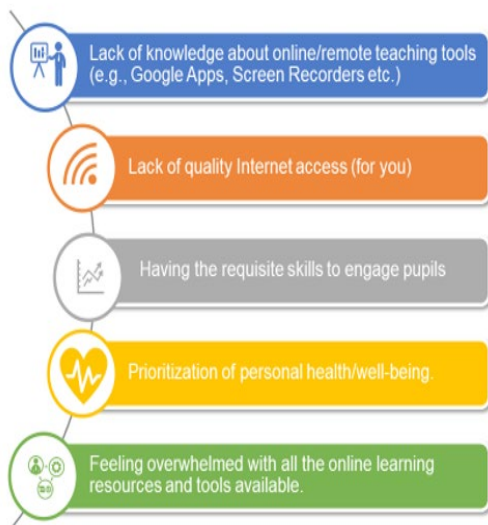 Lack of knowledge about online/remote teaching tools
(e.g., Google Apps, Screen Recorders etc.)
Lack of quality Internet access (for you)
Having the requisite skills to engage pupils
Prioritization of personal health/well-being.
Feeling overwhelmed with all the online learning
resources and tools available.